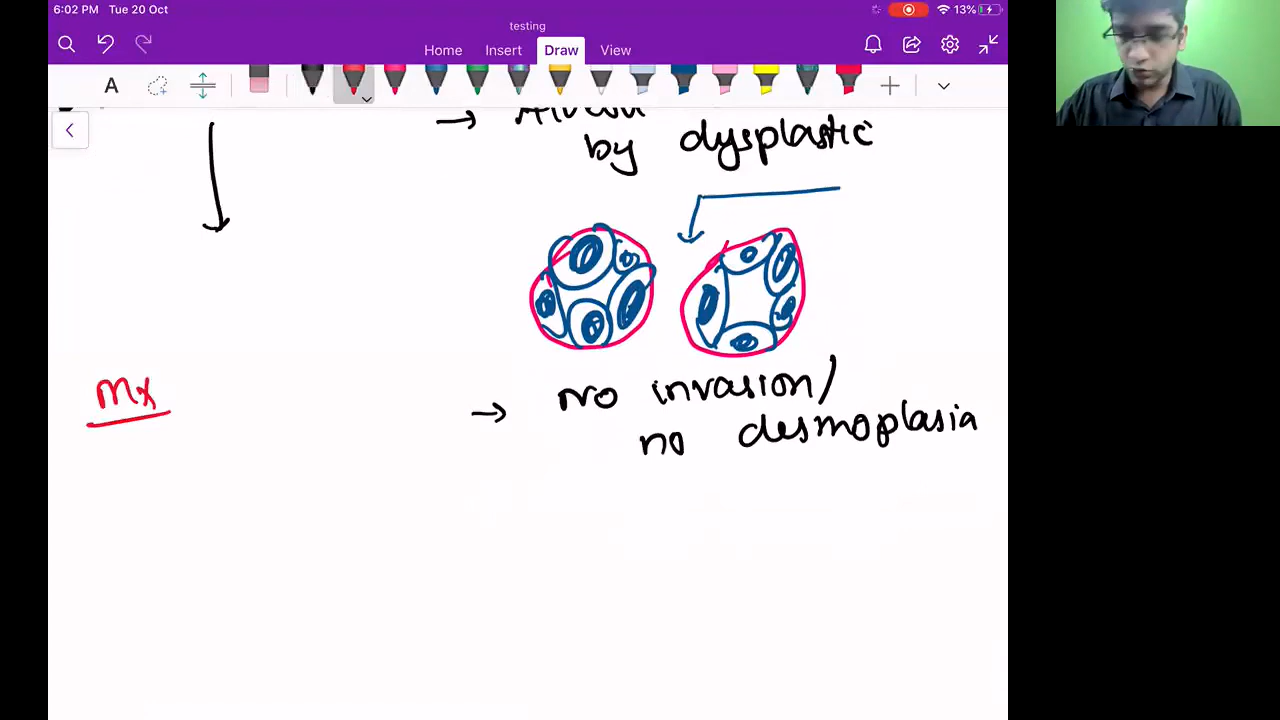 6:02 PM Tue 20 Oct
13%
testing
Home Insert Draw View
A
by dysplastic
Mx
no invasion/
no desmoplasia